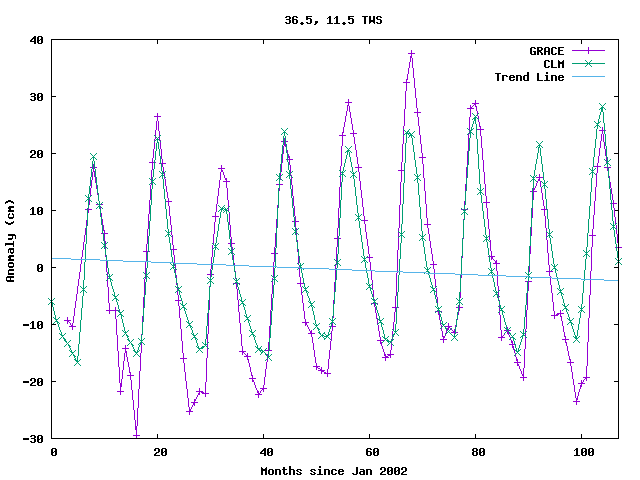 36.5, 11.5 TWS
GRACE
CLM
Trend Line
40
30
20
10
0
-10
-20
-30
Anomaly (cm)
0 20 40 60 80 100
Months since Jan 2002